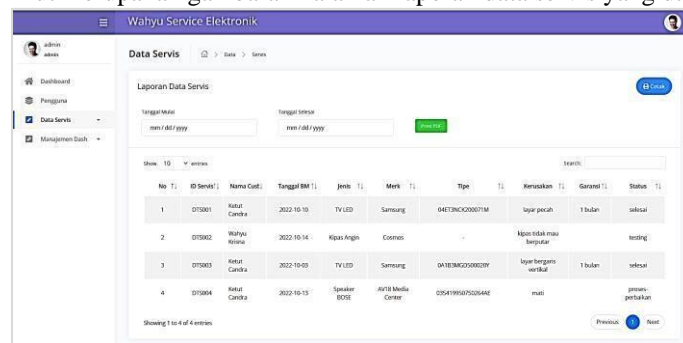 Wahyu Service Elektronik
admin
admin
Data Servis
Data > Servis
Dashboard
Pengguna
Data Servis
Manajemen Dash
Laporan Data Servis
Cetak
Tanggal Mulai
Tanggal Selesai
mm / dd / yyyy
mm / dd / yyyy
Print PDF
Show 10 entries
Search:
No ID Servis Nama Cust Tanggal BM Jenis Merk Tipe Kerusakan Garansi Status
1 DTS001 Ketut Candra 2022-10-10 TV LED Samsung 04ET3NCK200071M layar pecah 1 bulan selesai
2 DTS002 Wahyu Krisna 2022-10-14 Kipas Angin Cosmos - kipas tidak mau berputar testing
3 DTS003 Ketut Candra 2022-10-03 TV LED Samsung layar bergaris vertikal 1 bulan selesai
4 DTS004 Ketut Candra 2022-10-13 Speaker BOSE AV18 Media Center 035419950750264AE mati proses-perbaikan
Showing 1 to 4 of 4 entries
Previous 1 Next